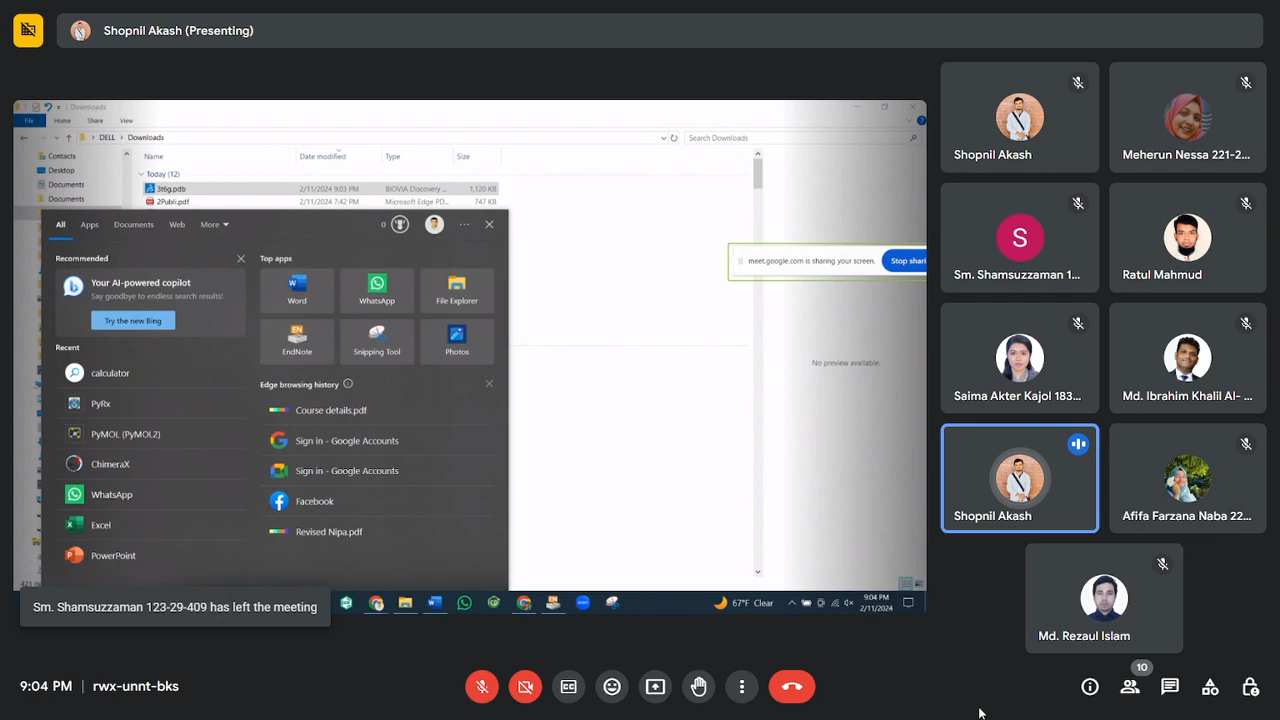 Shopnil Akash (Presenting)
Downloads
File Home Share View
DELL Downloads
Search Downloads
Contacts
Desktop
Documents
Documents
Name Date modified Type Size
Today (12)
3t6g.pdb 2/11/2024 9:03 PM BIOVIA Discovery ... 1,120 KB
2Publi.pdf 2/11/2024 7:42 PM Microsoft Edge PD... 747 KB
All Apps Documents Web More
0
Recommended
Your AI-powered copilot
Say goodbye to endless search results!
Try the new Bing
Recent
calculator
PyRx
PyMOL (PyMOL2)
ChimeraX
WhatsApp
Excel
PowerPoint
Top apps
Word WhatsApp File Explorer
EndNote Snipping Tool Photos
Edge browsing history
Course details.pdf
Sign in - Google Accounts
Sign in - Google Accounts
Facebook
Revised Nipa.pdf
meet.google.com is sharing your screen.
Stop shari
No preview available.
Sm. Shamsuzzaman 123-29-409 has left the meeting
67°F Clear
9:04 PM
2/11/2024
Shopnil Akash
Meherun Nessa 221-2...
S
Sm. Shamsuzzaman 1...
Ratul Mahmud
Saima Akter Kajol 183...
Md. Ibrahim Khalil Al- ...
Shopnil Akash
Afifa Farzana Naba 22...
Md. Rezaul Islam
9:04 PM | rwx-unnt-bks
10